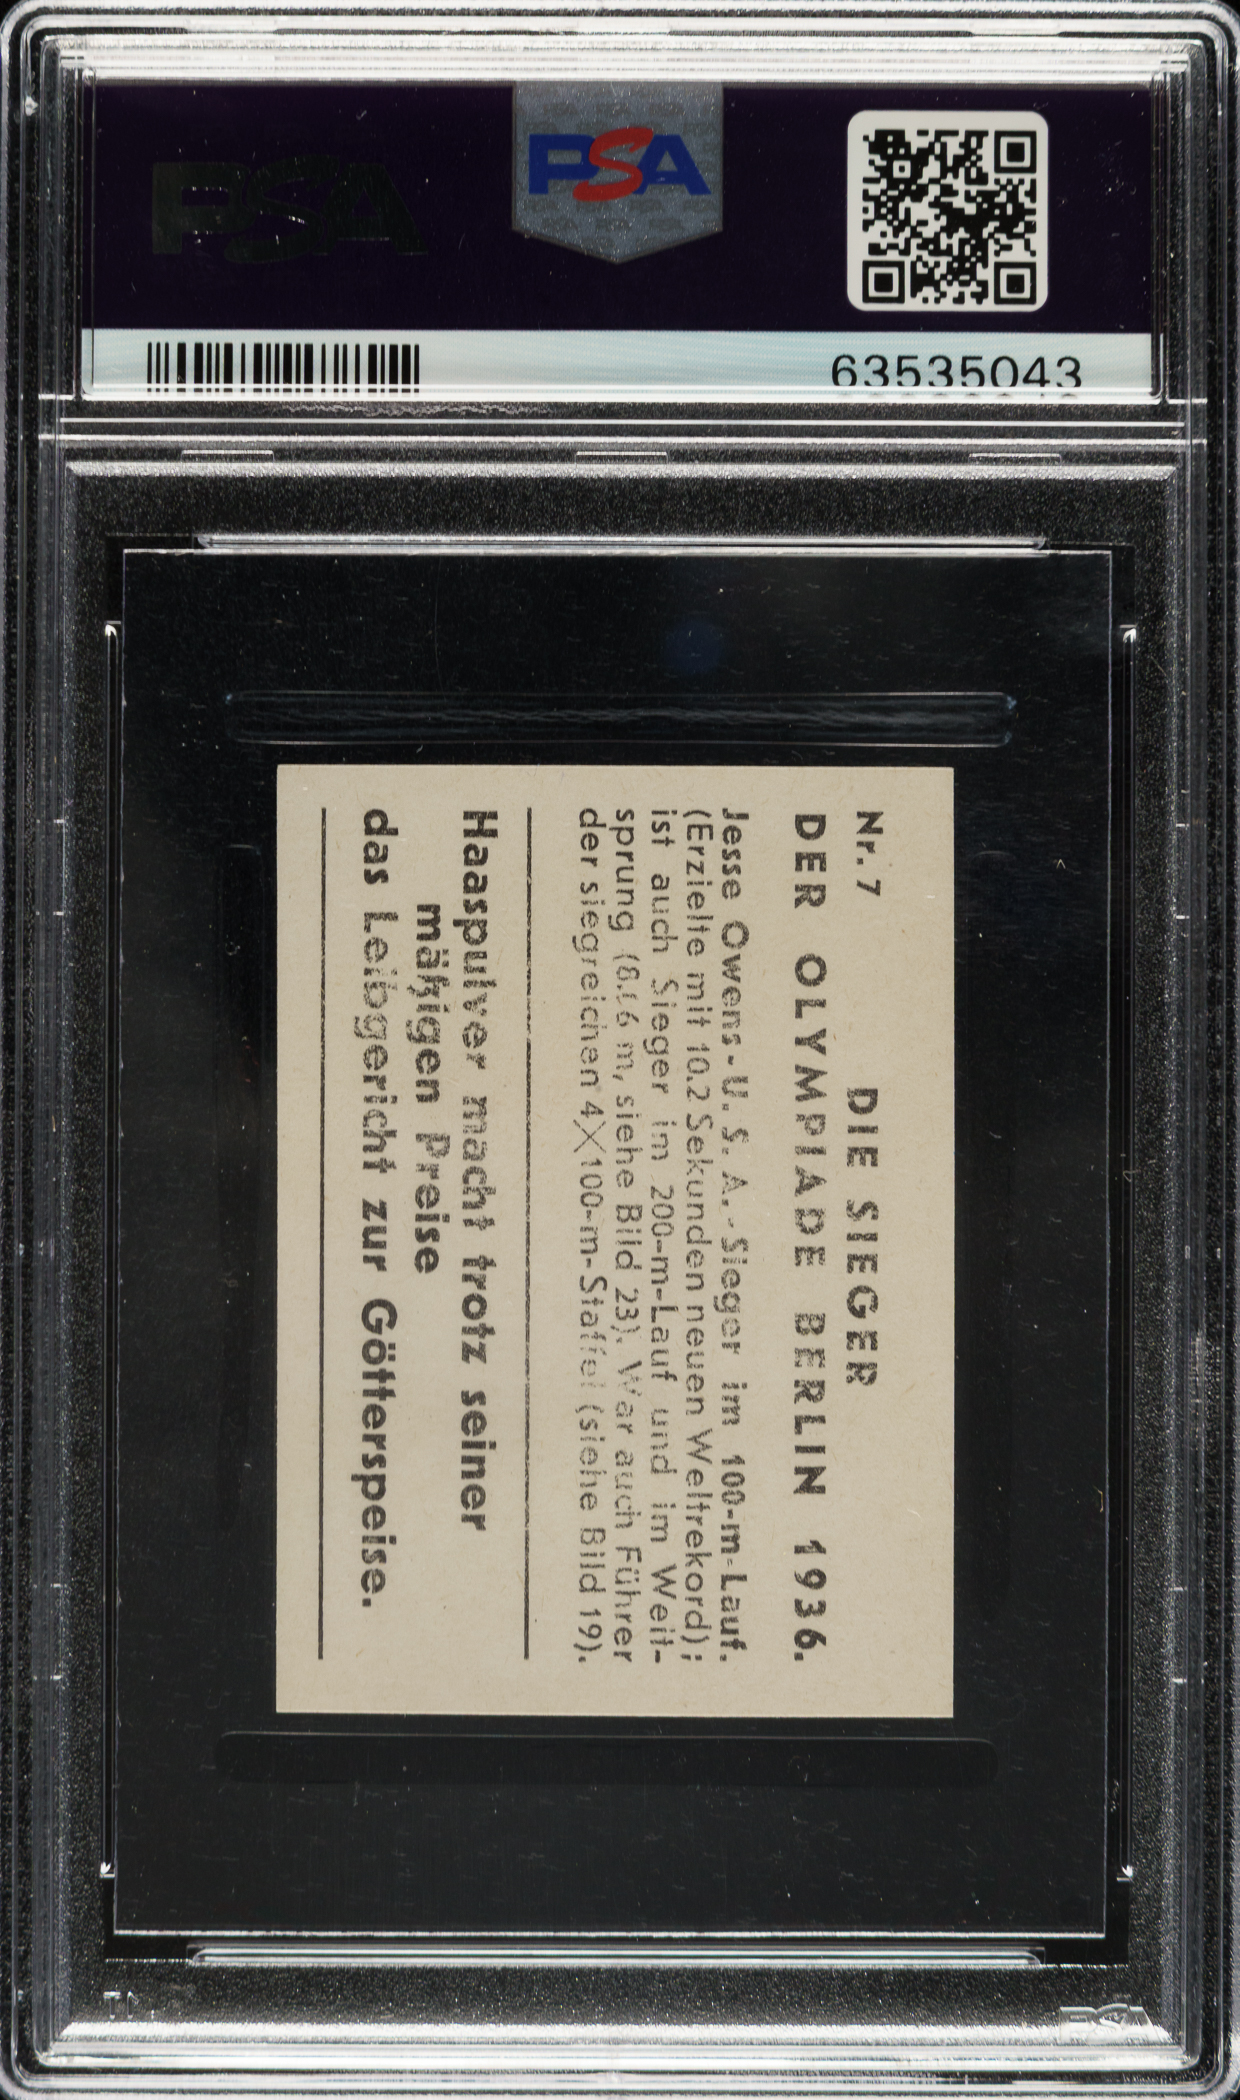 PSA
PSA
63535043
Nr. 7
DIE SIEGER
DER OLYMPIADE BERLIN 1936.
Jesse Owens-U. S. A.-Sieger im 100-m-Lauf.
(Erzielte mit 10.2 Sekunden neuen Weltrekord);
ist auch Sieger im 200-m-Lauf und im Weit-
sprung (8.06 m, siehe Bild 23). War auch Führer
der siegreichen 4×100-m-Staffel (siehe Bild 19).
Haaspulver macht trotz seiner
mäßigen Preise
das Leibgericht zur Götterspeise.
PSA